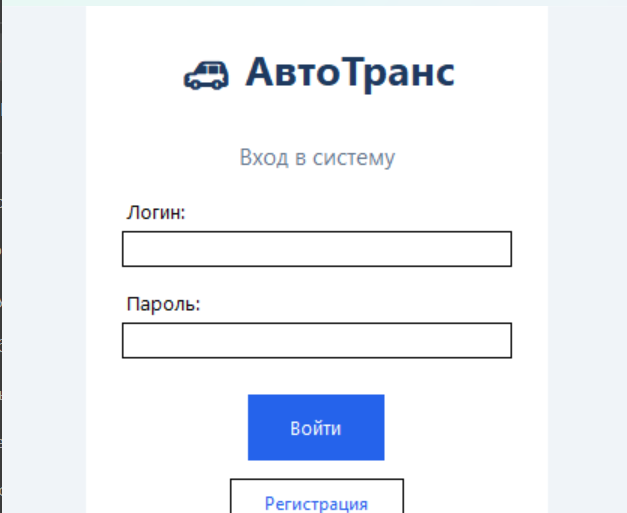 АвтоТранс
Вход в систему
Логин:
Пароль:
Войти
Регистрация